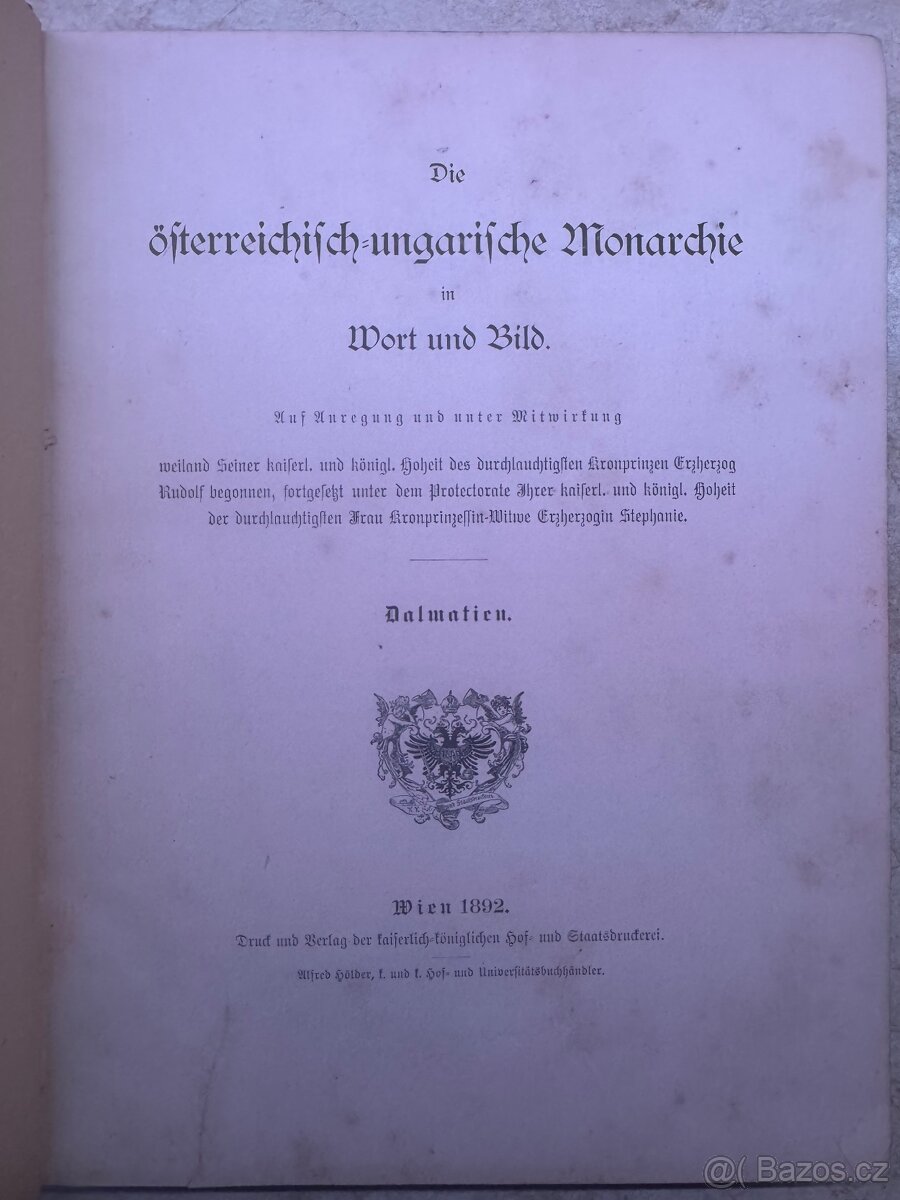 Die
österreichisch-ungarische Monarchie
in
Wort und Bild.
Auf Anregung und unter Mitwirkung
weiland Seiner kaiserl. und königl. Hoheit des durchlauchtigsten Kronprinzen Erzherzog
Rudolf begonnen, fortgesetzt unter dem Protectorate Ihrer kaiserl. und königl. Hoheit
der durchlauchtigsten Frau Kronprinzessin-Witwe Erzherzogin Stephanie.
Dalmatien.
Wien 1892.
Druck und Verlag der kaiserlich-königlichen Hof- und Staatsdruckerei.
Alfred Hölder, k. und k. Hof- und Universitätsbuchhändler.
@( Bazos.cz